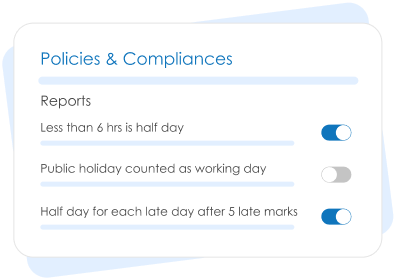 Policies & Compliances
Reports
Less than 6 hrs is half day
Public holiday counted as working day
Half day for each late day after 5 late marks